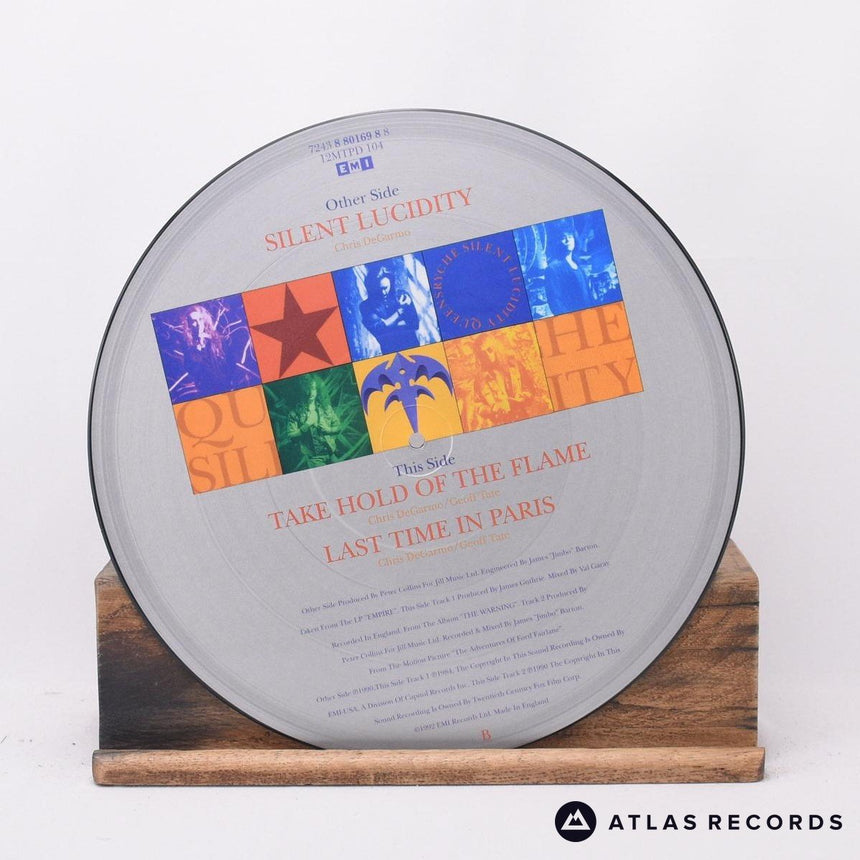 7243 8 80169 8 8
12MTPD 104
EMI
Other Side
SILENT LUCIDITY
Chris DeGarmo
QUEENSRYCHE SILENT LUCIDITY
HE
ITY
QU
SILI
This Side
TAKE HOLD OF THE FLAME
Chris DeGarmo/Geoff Tate
LAST TIME IN PARIS
Chris DeGarmo/Geoff Tate
Other Side Produced By Peter Collins For Jill Music Ltd. Engineered By James "Jimbo" Barton.
Taken From The LP "EMPIRE". This Side Track 1 Produced By James Guthrie. Mixed By Val Garay
Recorded In England. From The Album "THE WARNING". Track 2 Produced By
Peter Collins For Jill Music Ltd. Recorded & Mixed By James "Jimbo" Barton.
From The Motion Picture "The Adventures Of Ford Fairlane"
Other Side ℗1990. This Side Track 1 ℗1984. The Copyright In This Sound Recording Is Owned By
EMI-USA. A Division Of Capitol Records Inc. This Side Track 2 ℗1990 The Copyright In This
Sound Recording Is Owned By Twentieth Century Fox Film Corp.
©1992 EMI Records Ltd. Made In England
B
ATLAS RECORDS